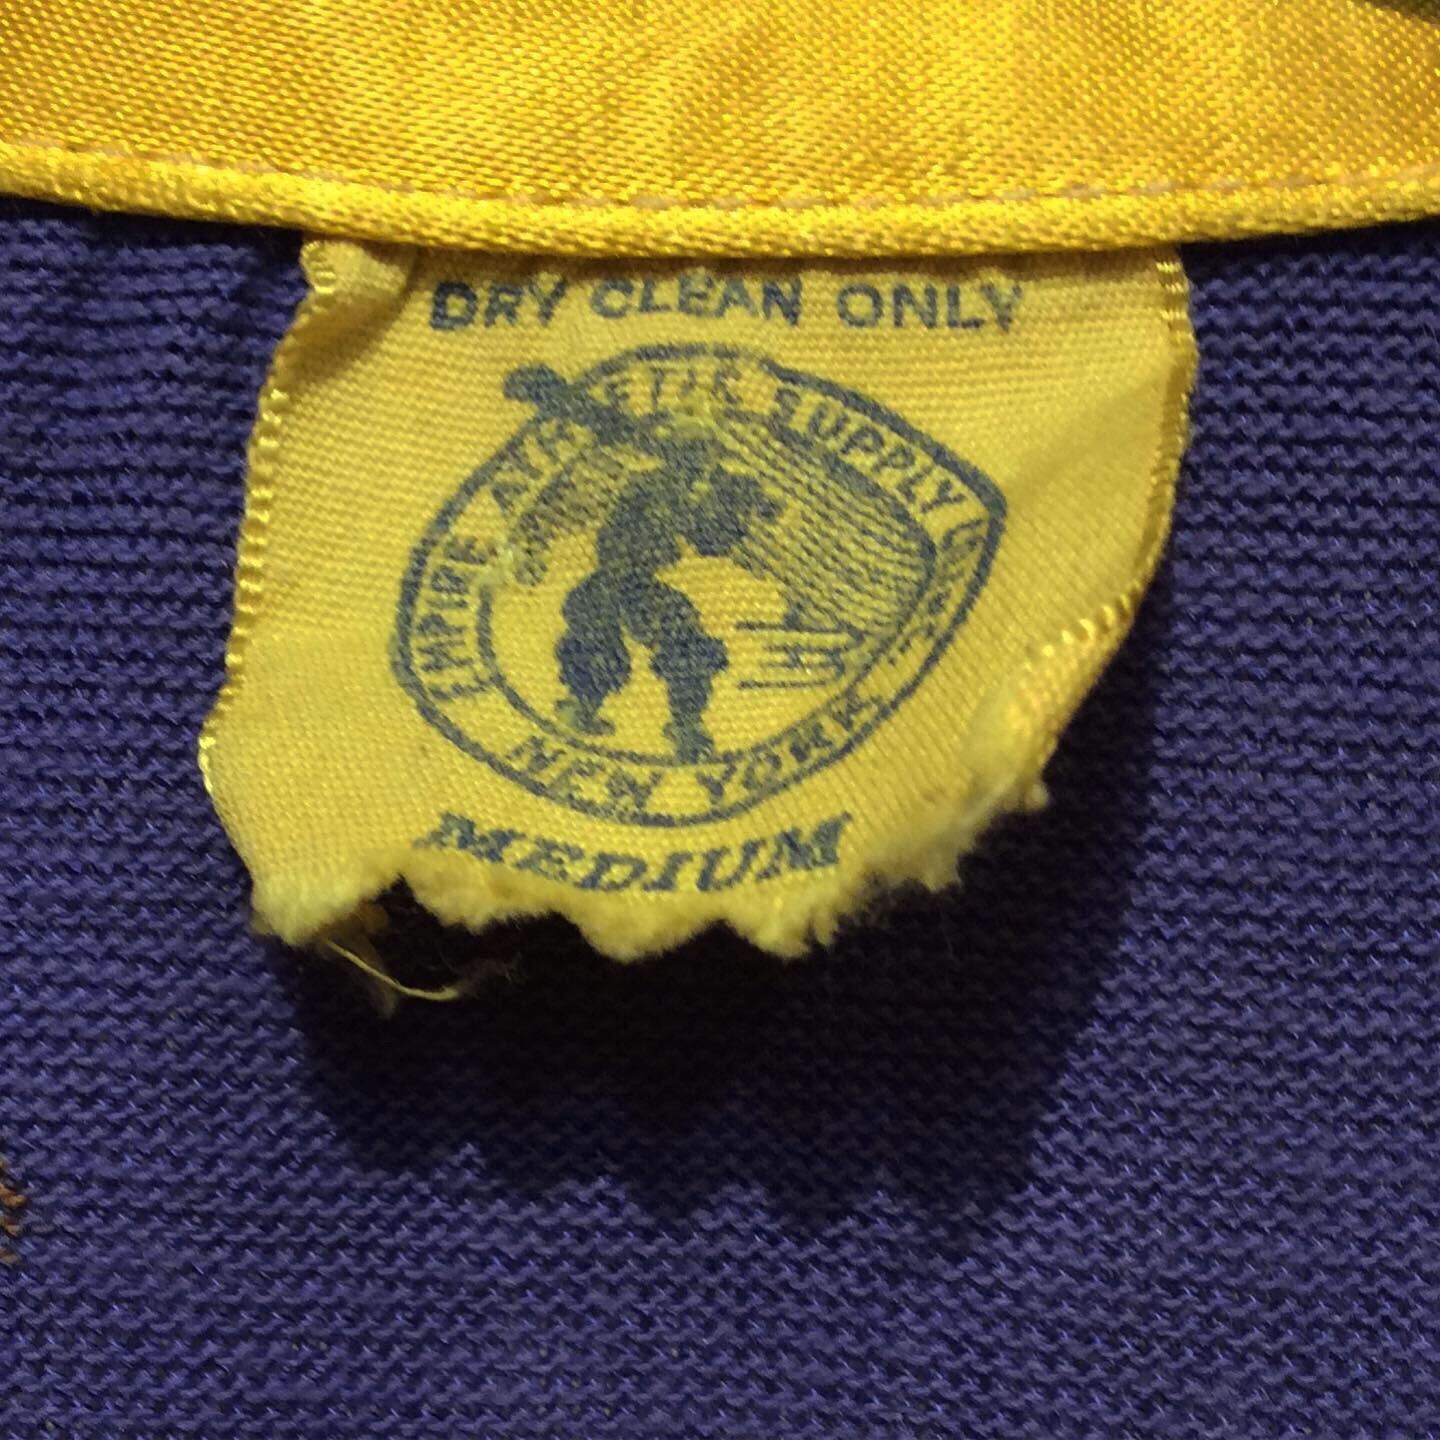 DRY CLEAN ONLY
EMPIRE ATHLETIC SUPPLY
NEW YORK
MEDIUM